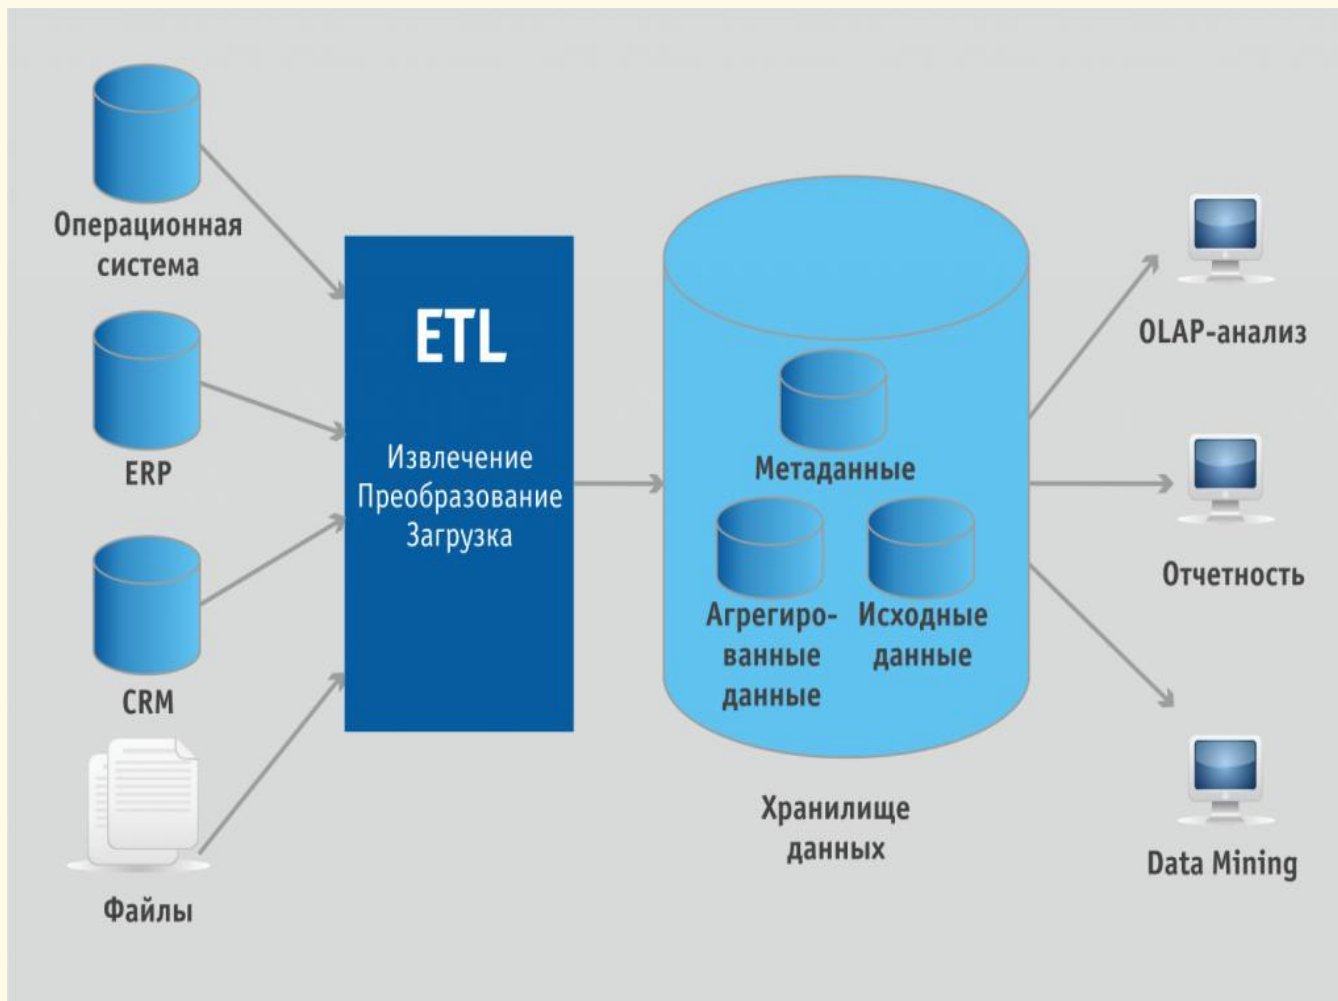 Операционная
система
ERP
CRM
Файлы
ETL
Извлечение
Преобразование
Загрузка
Метаданные
Агрегиро-
ванные
данные
Исходные
данные
Хранилище
данных
OLAP-анализ
Отчетность
Data Mining